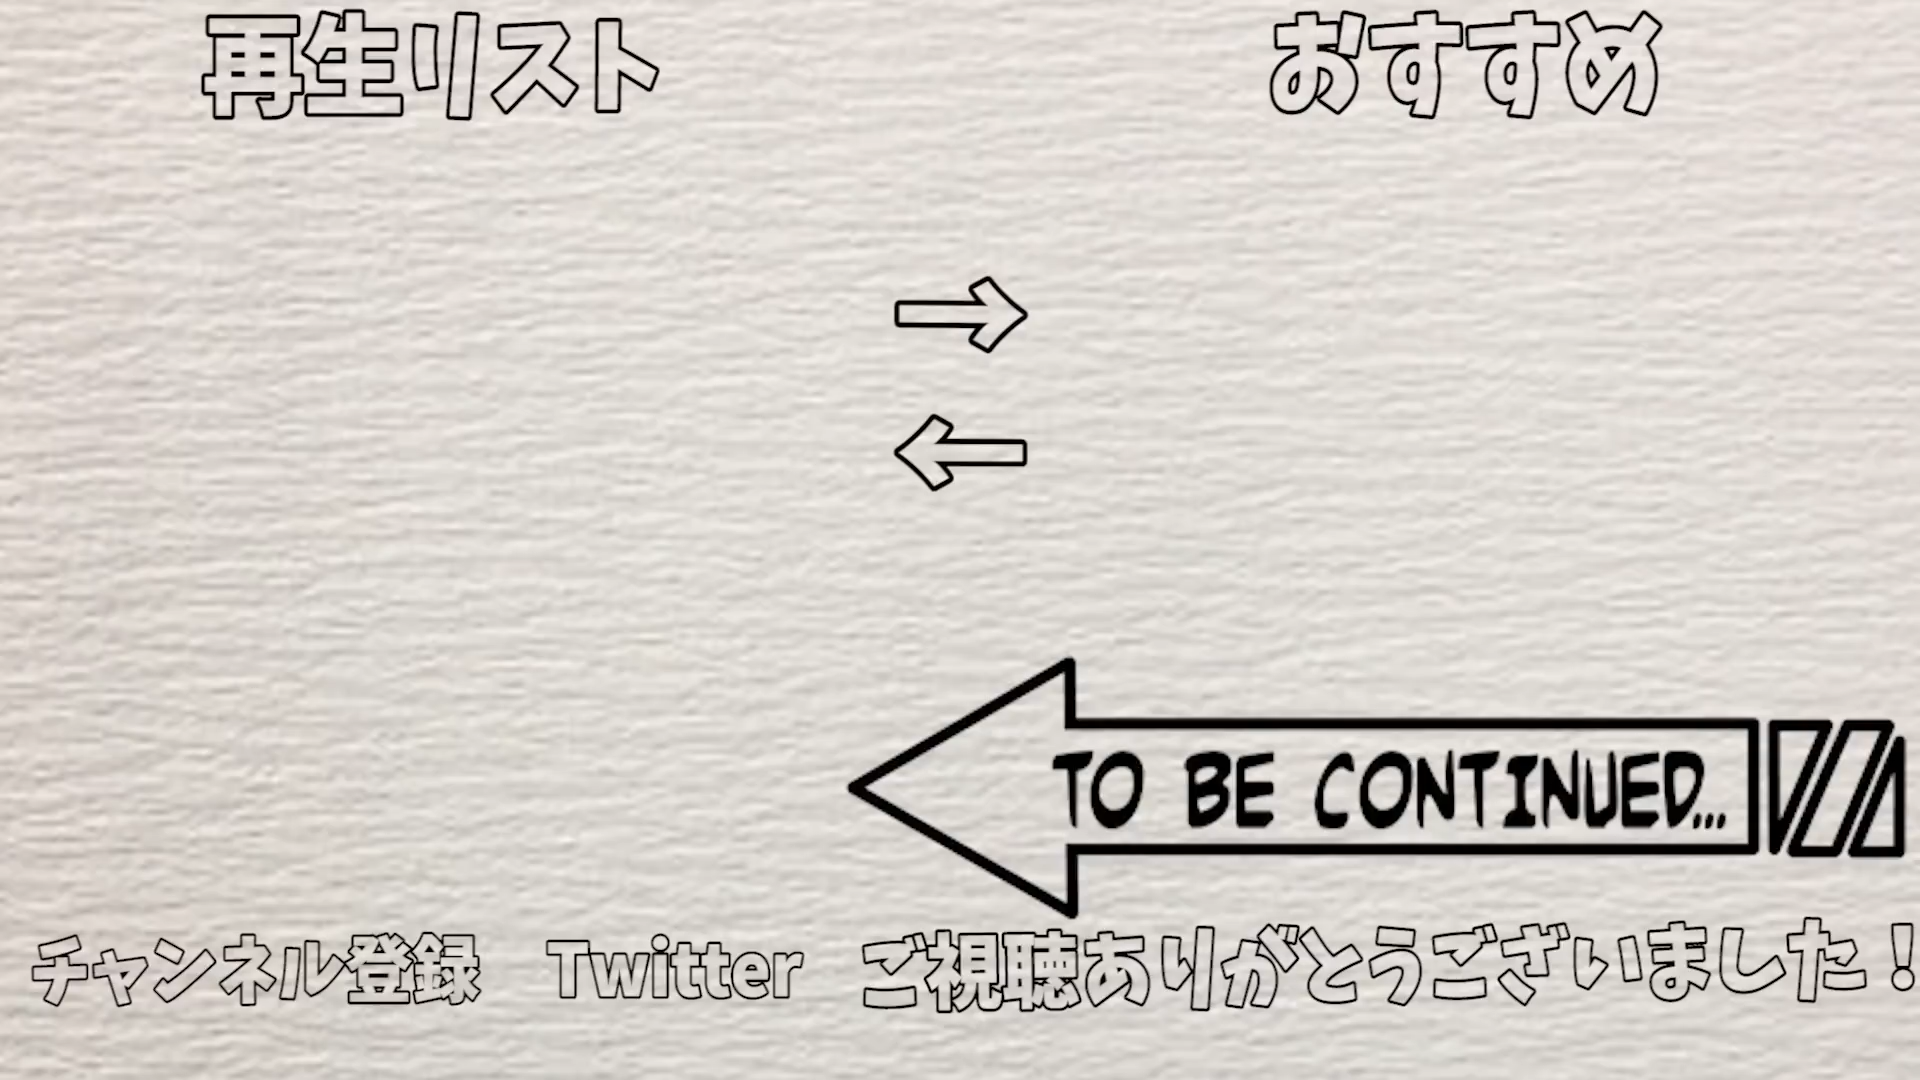 再生リスト
おすすめ
→
←
TO BE CONTINUED...
チャンネル登録 Twitter ご視聴ありがとうございました！